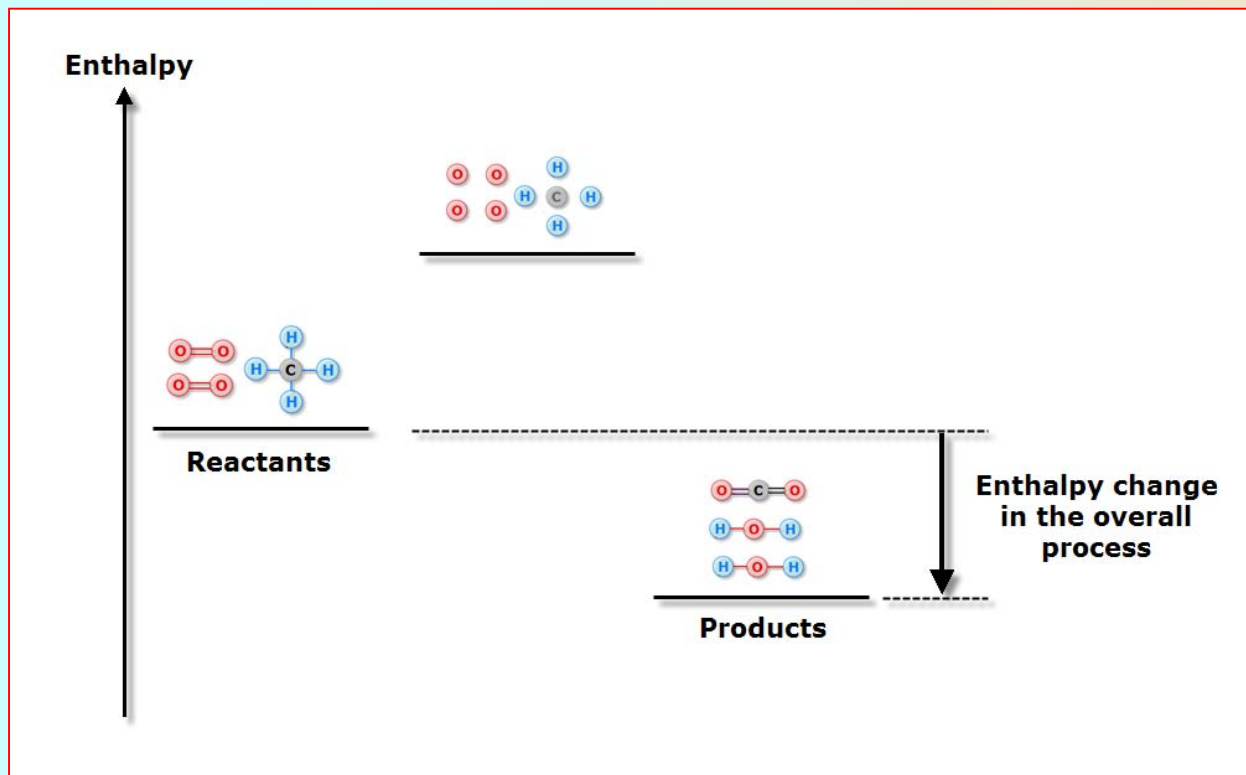 Enthalpy
O O H
H C H
O O H
H
O O H C H
O O H
Reactants
O C O
H O H
H O H
Products
Enthalpy change
in the overall
process